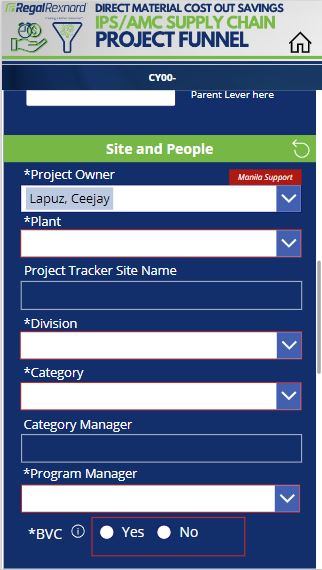 RegalRexnord
DIRECT MATERIAL COST OUT SAVINGS
IPS/AMC SUPPLY CHAIN
PROJECT FUNNEL
CY00-
Parent Lever here
Site and People
*Project Owner
Manila Support
Lapuz, Ceejay
*Plant
Project Tracker Site Name
*Division
*Category
Category Manager
*Program Manager
*BVC Yes No